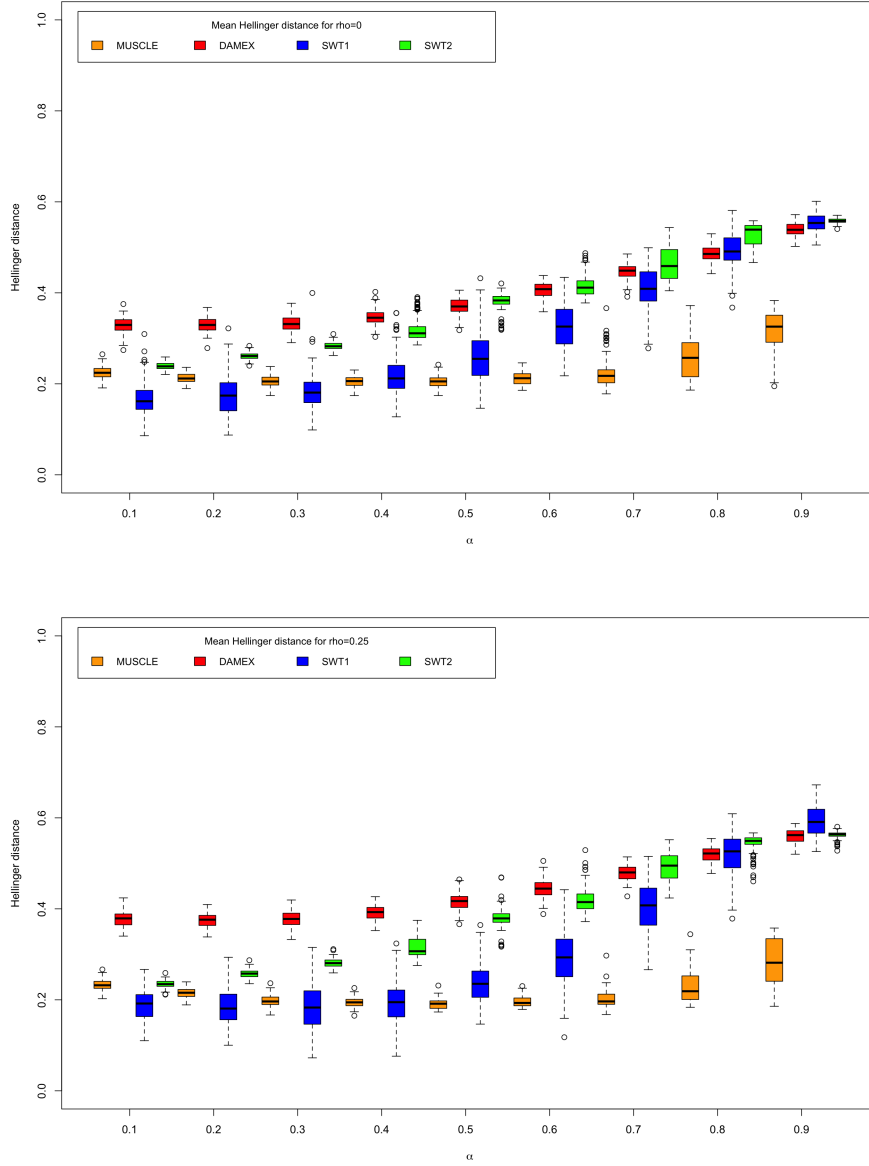 Mean Hellinger distance for rho=0
MUSCLE DAMEX SWT1 SWT2
Hellinger distance
1.0
0.8
0.6
0.4
0.2
0.0
0.1 0.2 0.3 0.4 0.5 0.6 0.7 0.8 0.9
α
Mean Hellinger distance for rho=0.25
MUSCLE DAMEX SWT1 SWT2
Hellinger distance
1.0
0.8
0.6
0.4
0.2
0.0
0.1 0.2 0.3 0.4 0.5 0.6 0.7 0.8 0.9
α